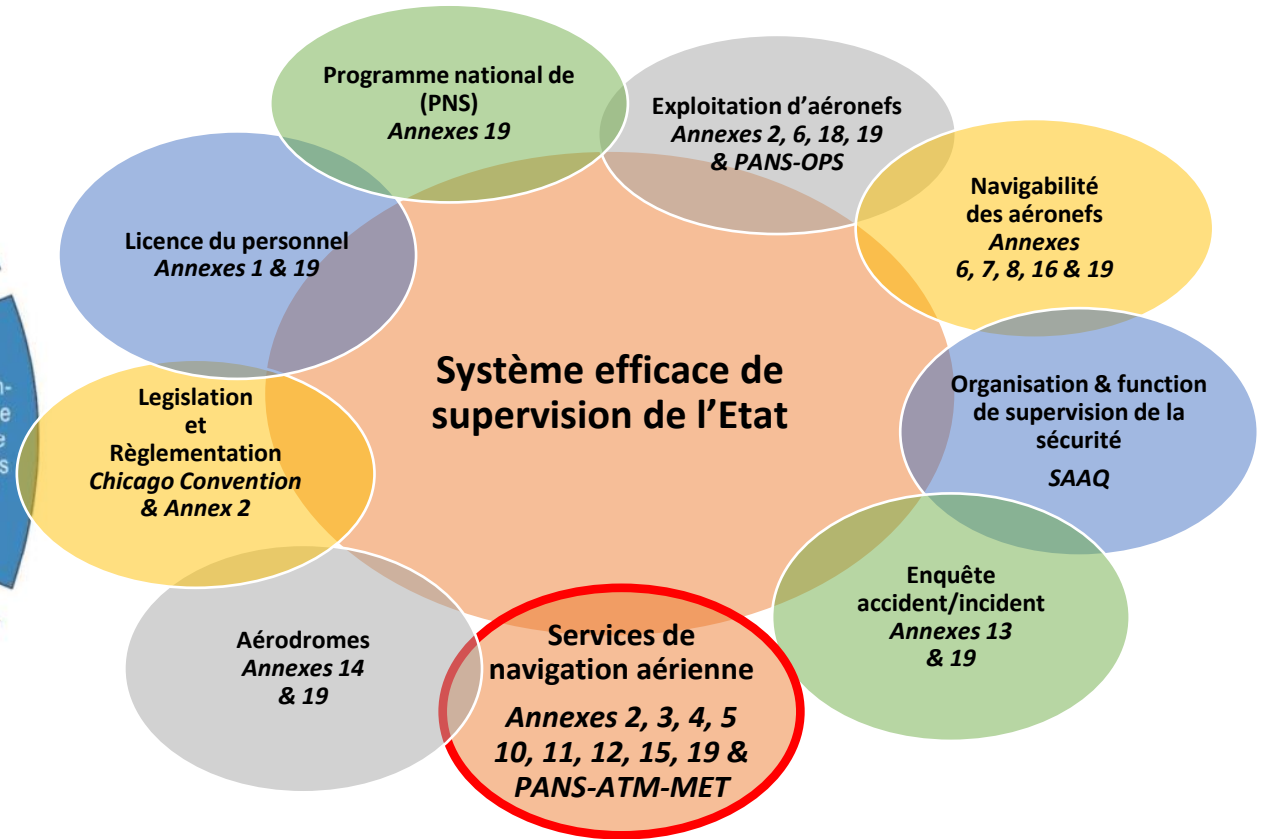 Programme national de
(PNS)
Annexes 19
Exploitation d'aéronefs
Annexes 2, 6, 18, 19
& PANS-OPS
Navigabilité
des aéronefs
Annexes
6, 7, 8, 16 & 19
Licence du personnel
Annexes 1 & 19
Système efficace de
supervision de l'Etat
Organisation & function
de supervision de la
sécurité
SAAQ
Legislation
et
Règlementation
Chicago Convention
& Annex 2
Enquête
accident/incident
Annexes 13
& 19
Aérodromes
Annexes 14
& 19
Services de
navigation aérienne
Annexes 2, 3, 4, 5
10, 11, 12, 15, 19 &
PANS-ATM-MET